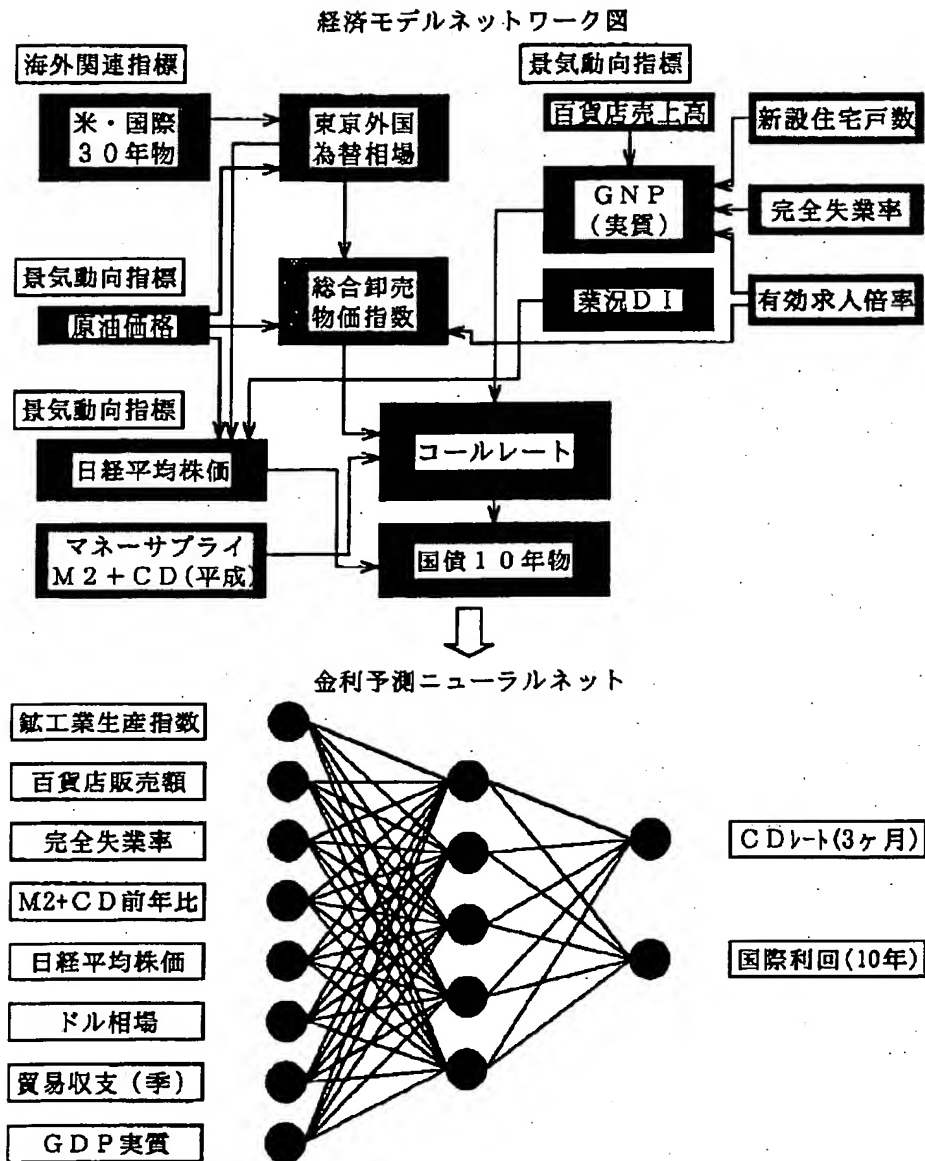 経済モデルネットワーク図
海外関連指標
景気動向指標
米・国際
30年物
東京外国
為替相場
百貨店売上高
新設住宅戸数
GNP
(実質)
完全失業率
景気動向指標
原油価格
総合卸売
物価指数
業況DI
有効求人倍率
景気動向指標
日経平均株価
コールレート
マネーサプライ
M2+CD(平成)
国債10年物
金利予測ニューラルネット
鉱工業生産指数
百貨店販売額
完全失業率
M2+CD前年比
日経平均株価
ドル相場
貿易収支(季)
GDP実質
CDレート(3ヶ月)
国際利回(10年)